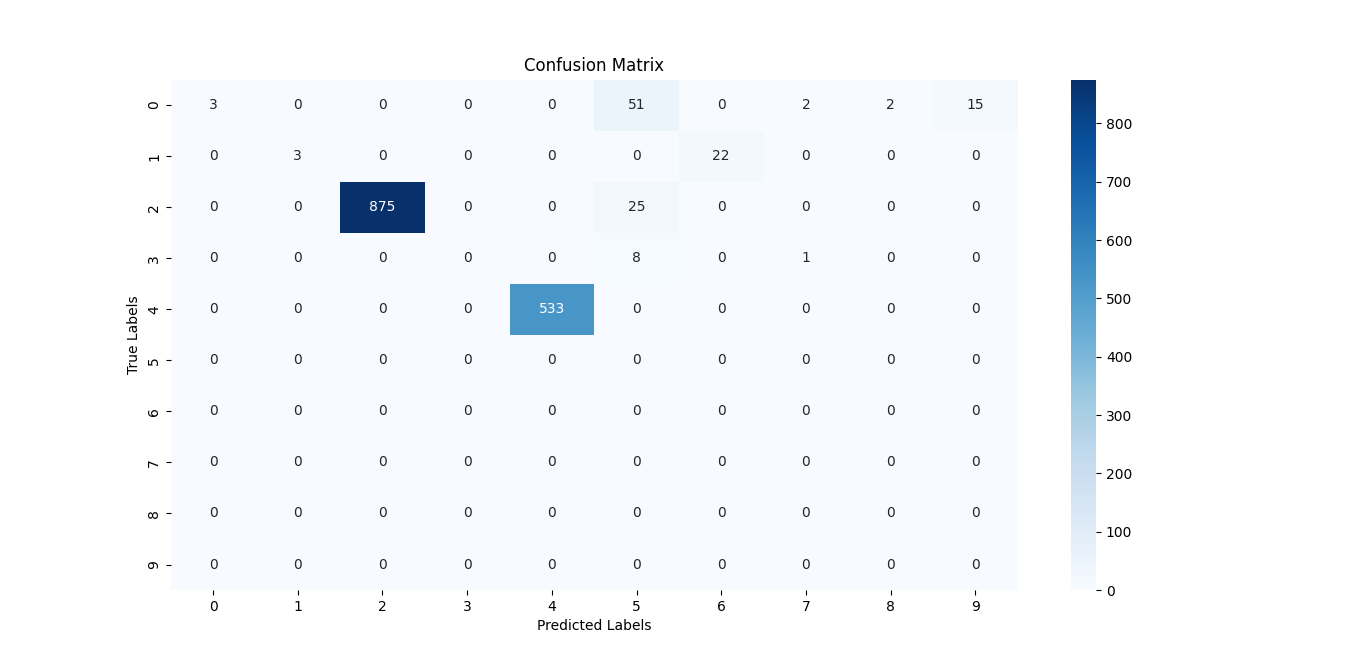 Confusion Matrix
True Labels
0 3 0 0 0 0 51 0 2 2 15
1 0 3 0 0 0 0 22 0 0 0
2 0 0 875 0 0 25 0 0 0 0
3 0 0 0 0 0 8 0 1 0 0
4 0 0 0 0 533 0 0 0 0 0
5 0 0 0 0 0 0 0 0 0 0
6 0 0 0 0 0 0 0 0 0 0
7 0 0 0 0 0 0 0 0 0 0
8 0 0 0 0 0 0 0 0 0 0
9 0 0 0 0 0 0 0 0 0 0
0 1 2 3 4 5 6 7 8 9
Predicted Labels
800
700
600
500
400
300
200
100
0